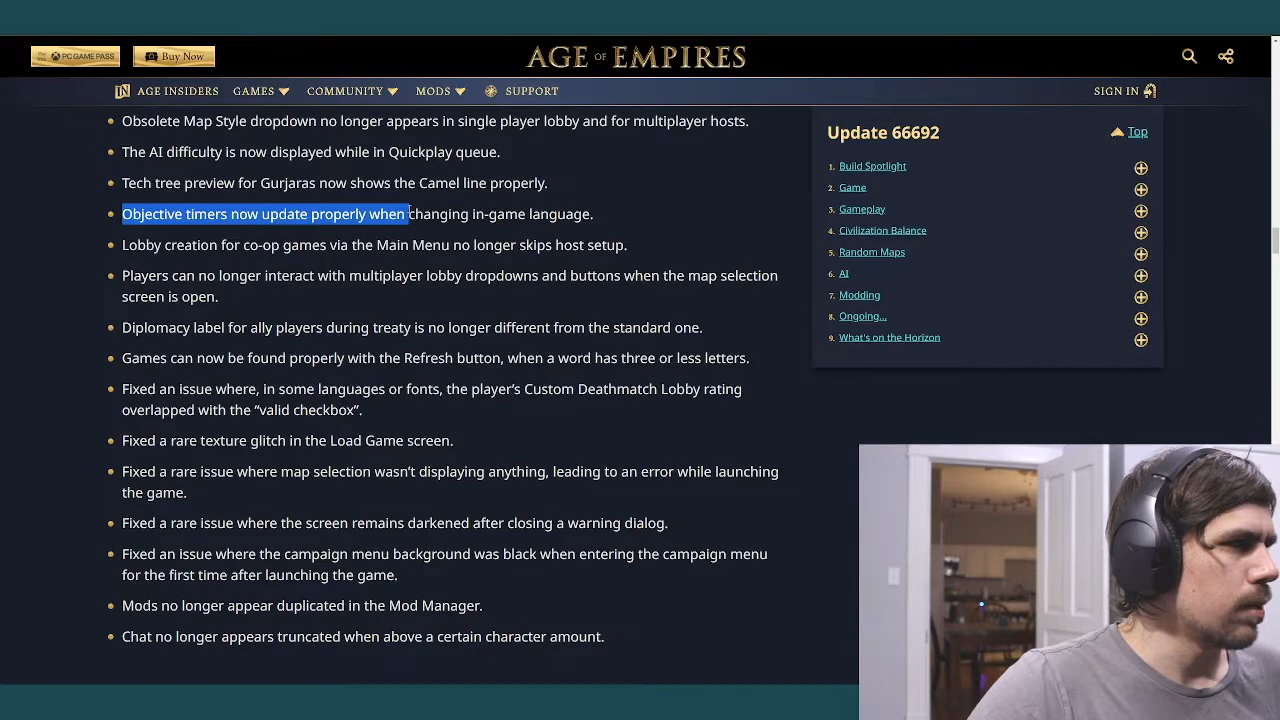 PC GAME PASS
Buy Now
AGE OF EMPIRES
AGE INSIDERS
GAMES
COMMUNITY
MODS
SUPPORT
SIGN IN
Obsolete Map Style dropdown no longer appears in single player lobby and for multiplayer hosts.
The AI difficulty is now displayed while in Quickplay queue.
Tech tree preview for Gurjaras now shows the Camel line properly.
Objective timers now update properly when changing in-game language.
Lobby creation for co-op games via the Main Menu no longer skips host setup.
Players can no longer interact with multiplayer lobby dropdowns and buttons when the map selection
screen is open.
Diplomacy label for ally players during treaty is no longer different from the standard one.
Games can now be found properly with the Refresh button, when a word has three or less letters.
Fixed an issue where, in some languages or fonts, the player’s Custom Deathmatch Lobby rating
overlapped with the “valid checkbox”.
Fixed a rare texture glitch in the Load Game screen.
Fixed a rare issue where map selection wasn’t displaying anything, leading to an error while launching
the game.
Fixed a rare issue where the screen remains darkened after closing a warning dialog.
Fixed an issue where the campaign menu background was black when entering the campaign menu
for the first time after launching the game.
Mods no longer appear duplicated in the Mod Manager.
Chat no longer appears truncated when above a certain character amount.
Update 66692
Top
1. Build Spotlight
2. Game
3. Gameplay
4. Civilization Balance
5. Random Maps
6. AI
7. Modding
8. Ongoing...
9. What's on the Horizon